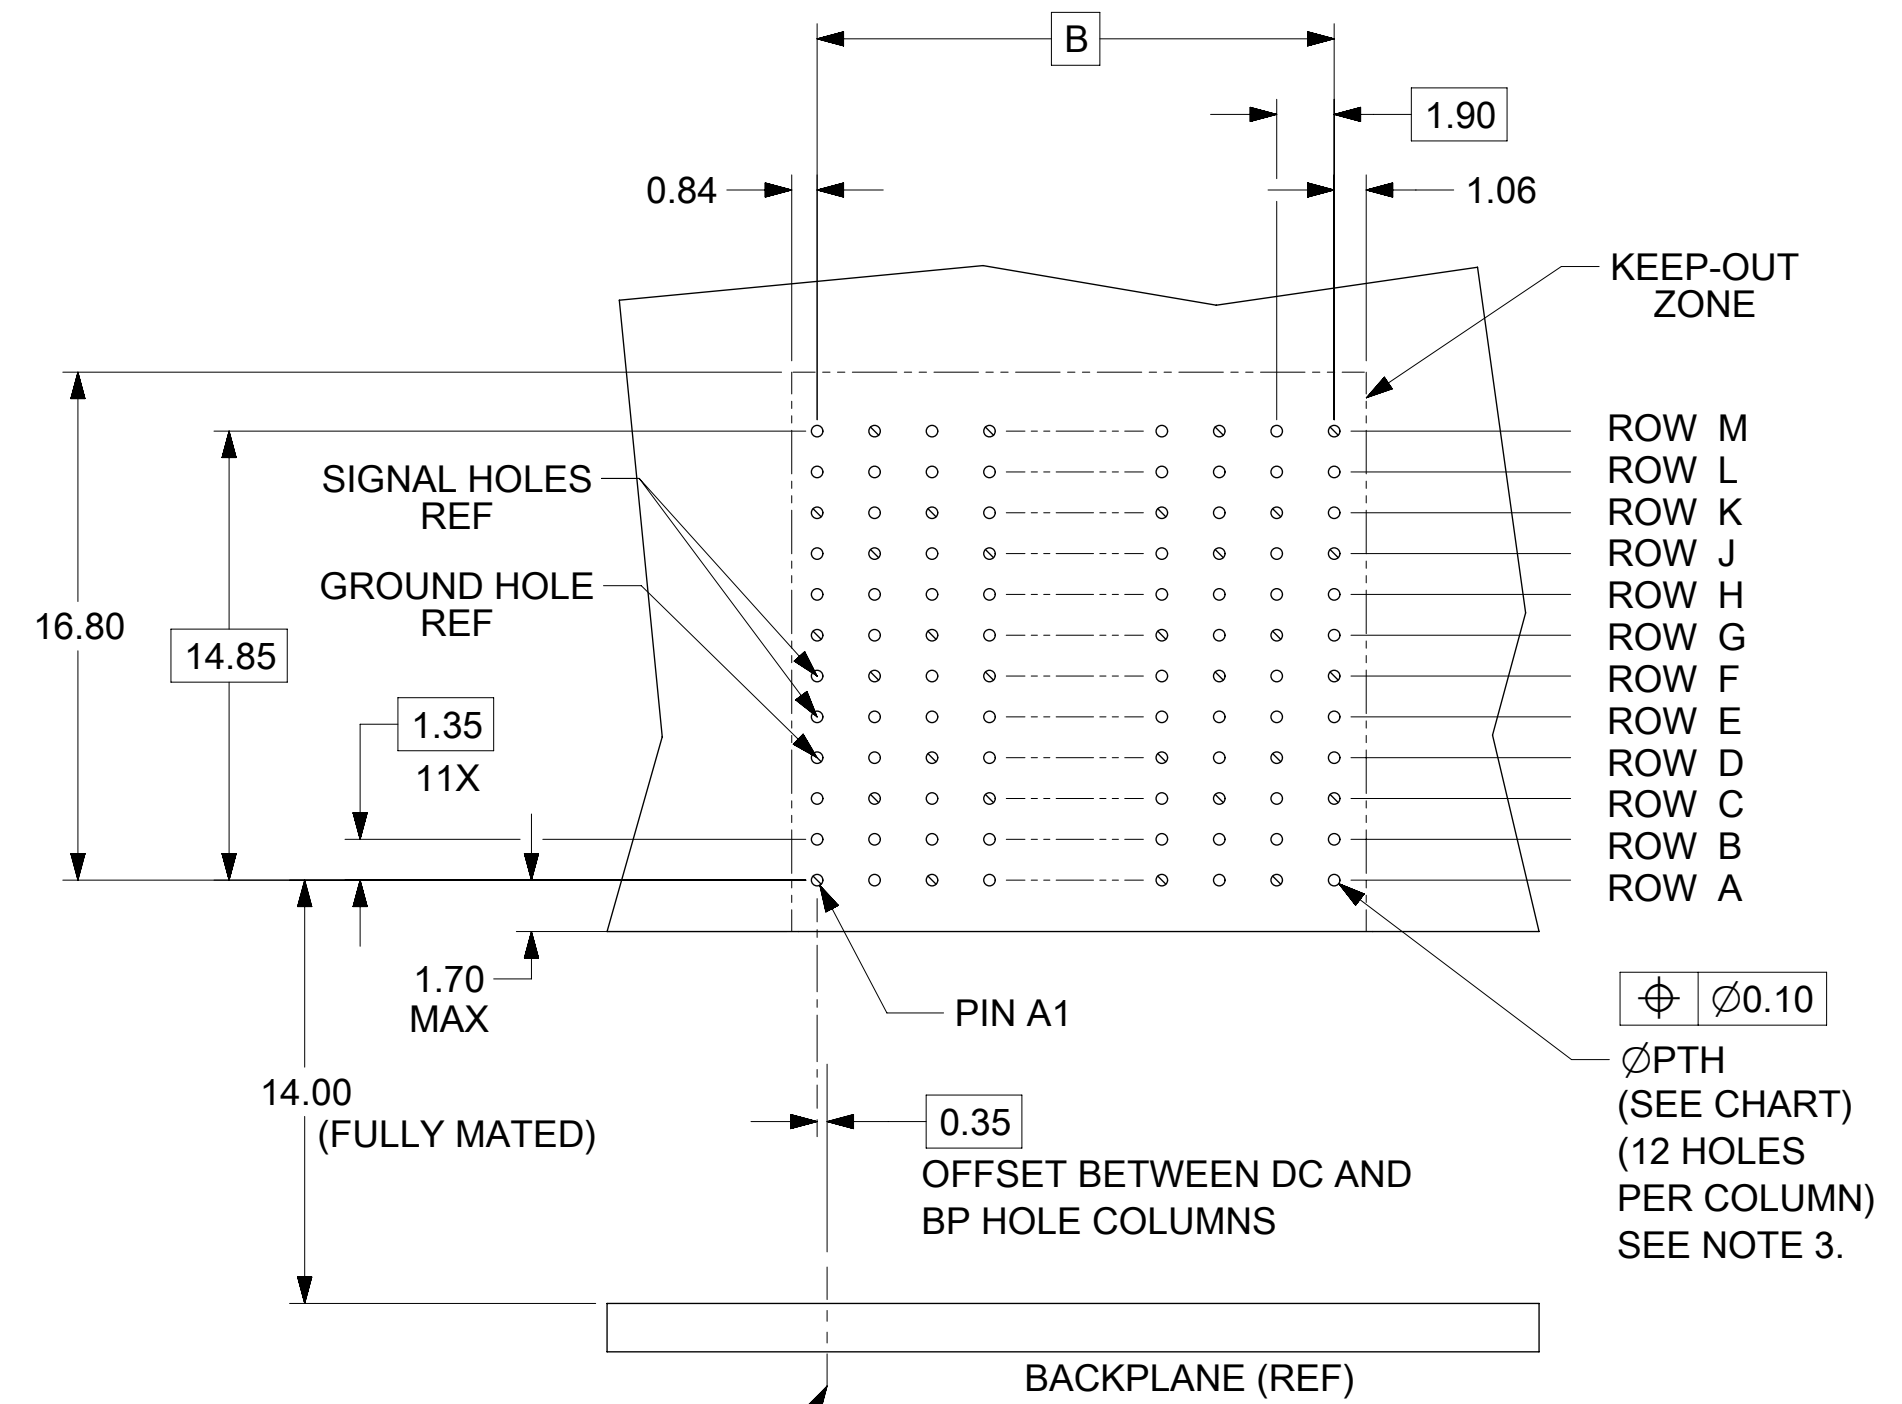 B
1.90
0.84
1.06
KEEP-OUT
ZONE
ROW M
ROW L
ROW K
ROW J
ROW H
ROW G
ROW F
ROW E
ROW D
ROW C
ROW B
ROW A
SIGNAL HOLES
REF
GROUND HOLE
REF
16.80
14.85
1.35
11X
1.70
MAX
PIN A1
⌖ ∅0.10
∅PTH
(SEE CHART)
(12 HOLES
PER COLUMN)
SEE NOTE 3.
14.00
(FULLY MATED)
0.35
OFFSET BETWEEN DC AND
BP HOLE COLUMNS
BACKPLANE (REF)